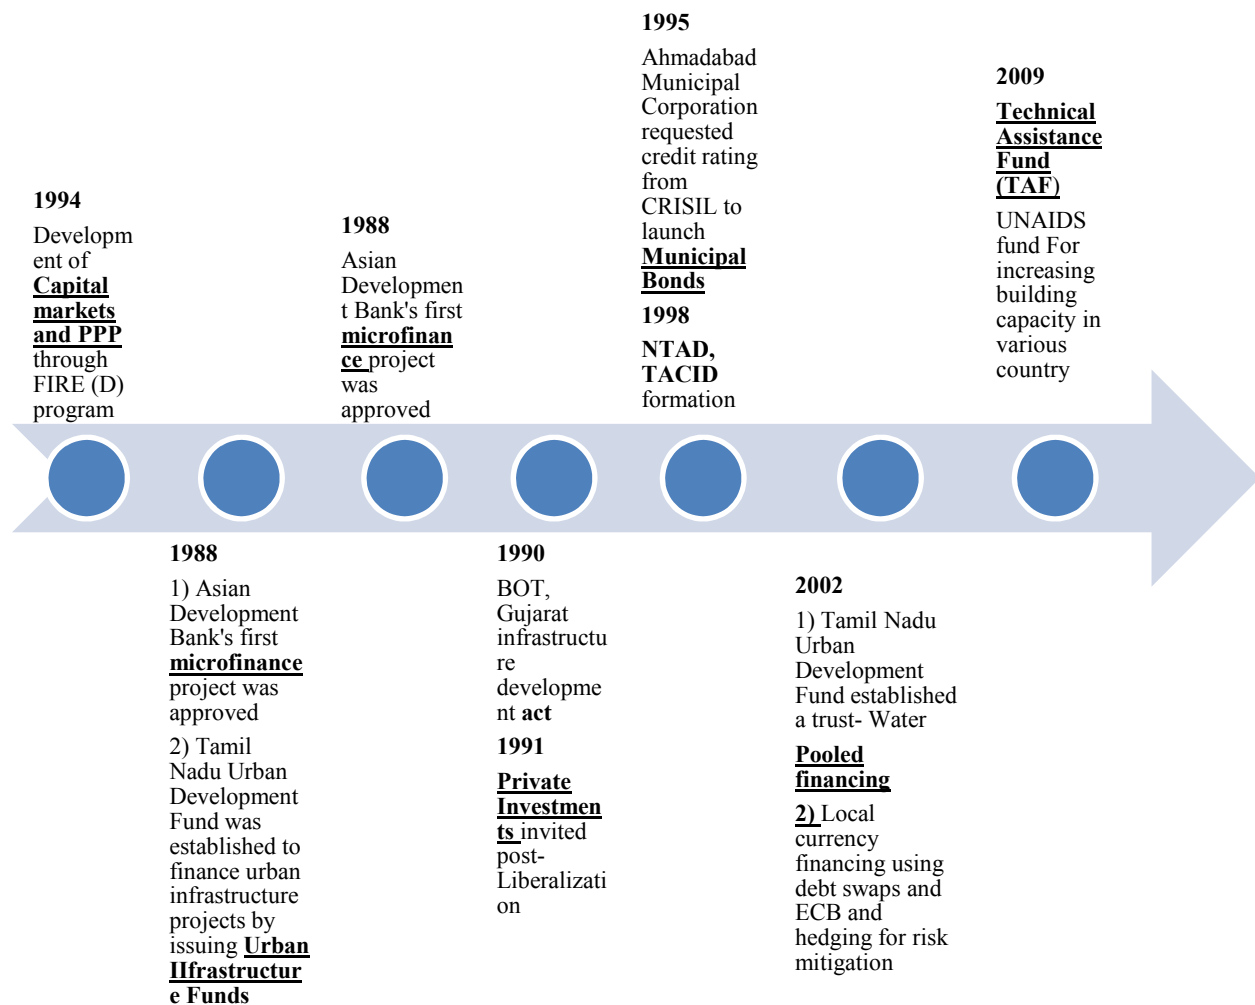 1994
Developm
ent of
Capital
markets
and PPP
through
FIRE (D)
program
1988
1) Asian
Development
Bank's first
microfinance
project was
approved
2) Tamil
Nadu Urban
Development
Fund was
established to
finance urban
infrastructure
projects by
issuing Urban
IIfrastructur
e Funds
1988
Asian
Developmen
t Bank's first
microfinan
ce project
was
approved
1990
BOT,
Gujarat
infrastructu
re
developme
nt act
1991
Private
Investmen
ts invited
post-
Liberalizati
on
1995
Ahmadabad
Municipal
Corporation
requested
credit rating
from
CRISIL to
launch
Municipal
Bonds
1998
NTAD,
TACID
formation
2002
1) Tamil Nadu
Urban
Development
Fund established
a trust- Water
Pooled
financing
2) Local
currency
financing using
debt swaps and
ECB and
hedging for risk
mitigation
2009
Technical
Assistance
Fund
(TAF)
UNAIDS
fund For
increasing
building
capacity in
various
country